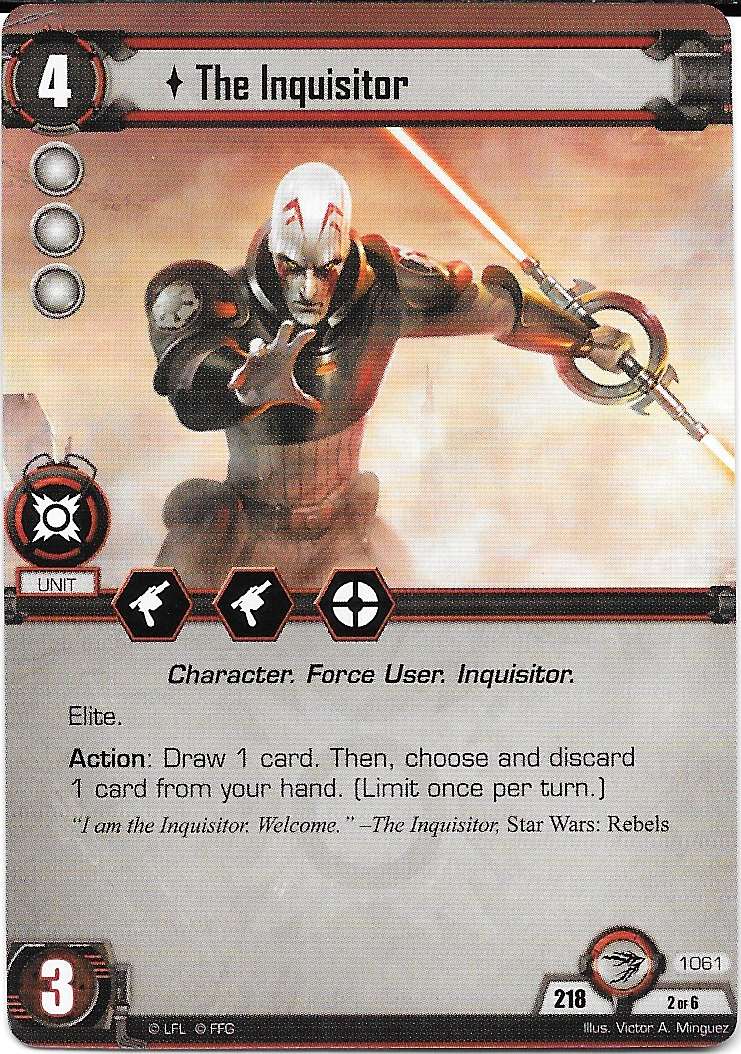 4
The Inquisitor
UNIT
Character. Force User. Inquisitor.
Elite.
Action: Draw 1 card. Then, choose and discard
1 card from your hand. (Limit once per turn.)
“I am the Inquisitor. Welcome.” –The Inquisitor, Star Wars: Rebels
3
1061
218
2 OF 6
© LFL © FFG
Illus. Victor A. Minguez